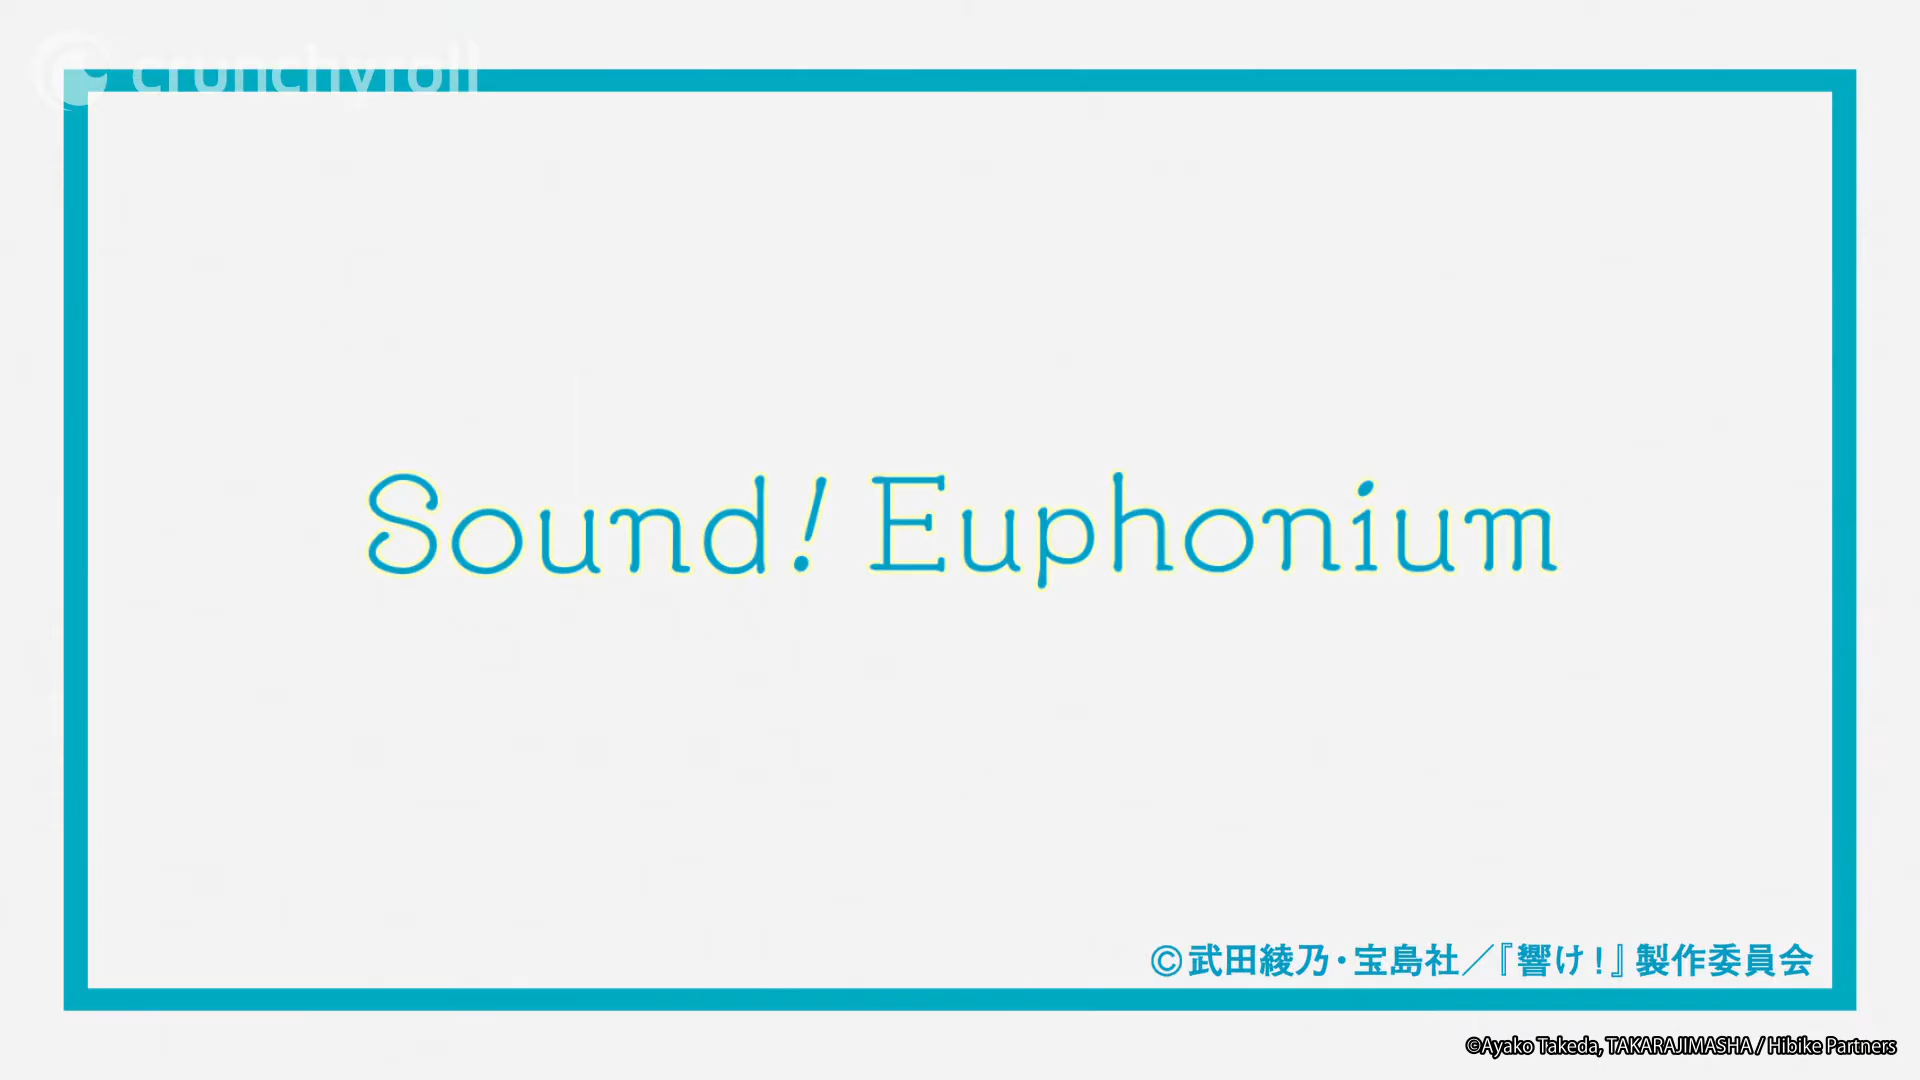 crunchyroll
Sound! Euphonium
©武田綾乃・宝島社／『響け！』製作委員会
©Ayako Takeda, TAKARAJIMASHA / Hibike Partners